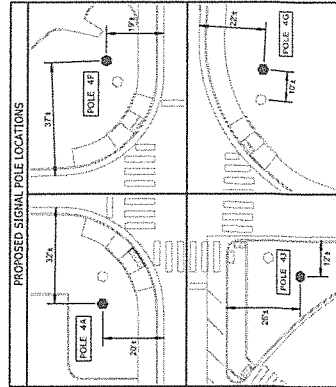 PROPOSED SIGNAL POLE LOCATIONS
32'±
POLE 4A
20'±
37'±
POLE 4F
19'±
POLE 4J
26'±
12'±
22'±
POLE 4G
10'±